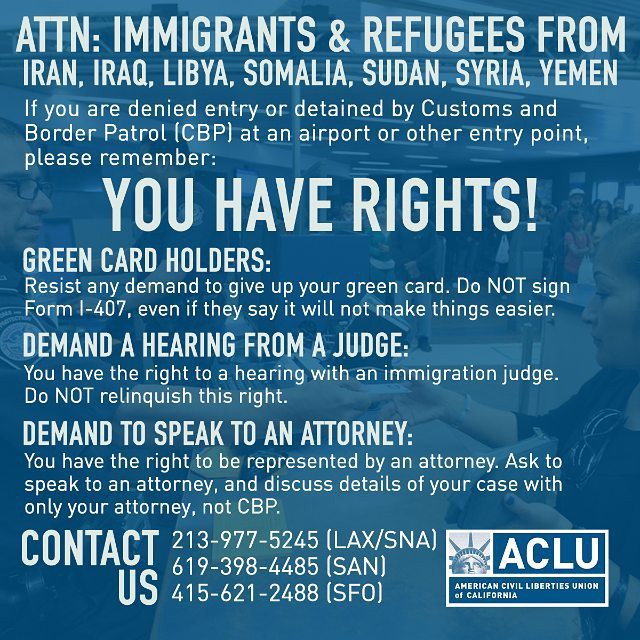 ATTN: IMMIGRANTS & REFUGEES FROM
IRAN, IRAQ, LIBYA, SOMALIA, SUDAN, SYRIA, YEMEN
If you are denied entry or detained by Customs and
Border Patrol (CBP) at an airport or other entry point,
please remember:
YOU HAVE RIGHTS!
GREEN CARD HOLDERS:
Resist any demand to give up your green card. Do NOT sign
Form I-407, even if they say it will not make things easier.
DEMAND A HEARING FROM A JUDGE:
You have the right to a hearing with an immigration judge.
Do NOT relinquish this right.
DEMAND TO SPEAK TO AN ATTORNEY:
You have the right to be represented by an attorney. Ask to
speak to an attorney, and discuss details of your case with
only your attorney, not CBP.
CONTACT
US
213-977-5245 (LAX/SNA)
619-398-4485 (SAN)
415-621-2488 (SFO)
ACLU
AMERICAN CIVIL LIBERTIES UNION
of CALIFORNIA